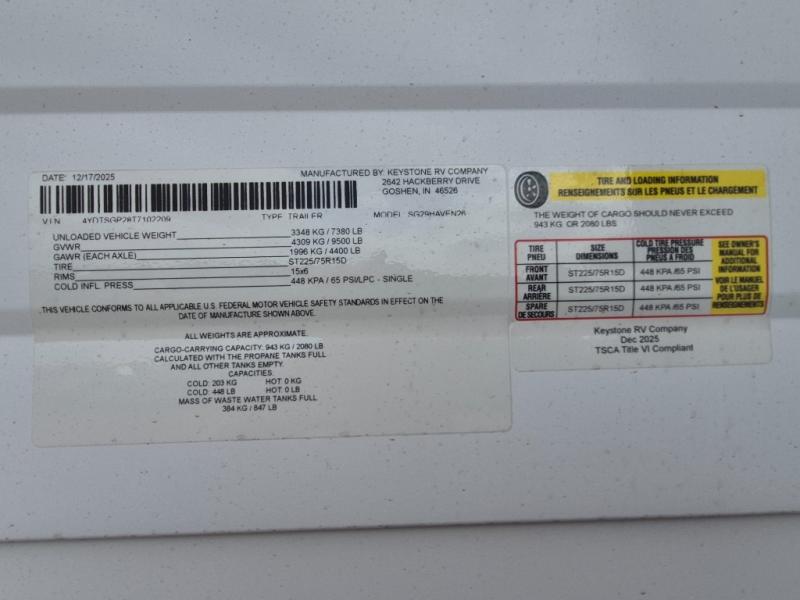 DATE: 12/17/2025
MANUFACTURED BY: KEYSTONE RV COMPANY
2642 HACKBERRY DRIVE
GOSHEN, IN 46526
V I N 4YDTSGP28T7102209 TYPE TRAILER MODEL SG29HAVEN26
UNLOADED VEHICLE WEIGHT 3348 KG / 7380 LB
GVWR 4309 KG / 9500 LB
GAWR (EACH AXLE) 1996 KG / 4400 LB
TIRE ST225/75R15D
RIMS 15x6
COLD INFL PRESS 448 KPA / 65 PSI/LPC - SINGLE
THIS VEHICLE CONFORMS TO ALL APPLICABLE U.S. FEDERAL MOTOR VEHICLE SAFETY STANDARDS IN EFFECT ON THE
DATE OF MANUFACTURE SHOWN ABOVE.
ALL WEIGHTS ARE APPROXIMATE.
CARGO-CARRYING CAPACITY: 943 KG / 2080 LB
CALCULATED WITH THE PROPANE TANKS FULL
AND ALL OTHER TANKS EMPTY.
CAPACITIES:
COLD: 203 KG HOT: 0 KG
COLD: 448 LB HOT: 0 LB
MASS OF WASTE WATER TANKS FULL
384 KG / 847 LB
TIRE AND LOADING INFORMATION
RENSEIGNEMENTS SUR LES PNEUS ET LE CHARGEMENT
THE WEIGHT OF CARGO SHOULD NEVER EXCEED
943 KG OR 2080 LBS
TIRE
PNEU
SIZE
DIMENSIONS
COLD TIRE PRESSURE
PRESSION DES
PNEUS À FROID
FRONT
AVANT
ST225/75R15D
448 KPA /65 PSI
REAR
ARRIÈRE
ST225/75R15D
448 KPA /65 PSI
SPARE
DE SECOURS
ST225/75R15D
448 KPA /65 PSI
SEE OWNER'S
MANUAL FOR
ADDITIONAL
INFORMATION
VOIR LE MANUEL
DE L'USAGER
POUR PLUS DE
RENSEIGNEMENTS
Keystone RV Company
Dec 2025
TSCA Title VI Compliant